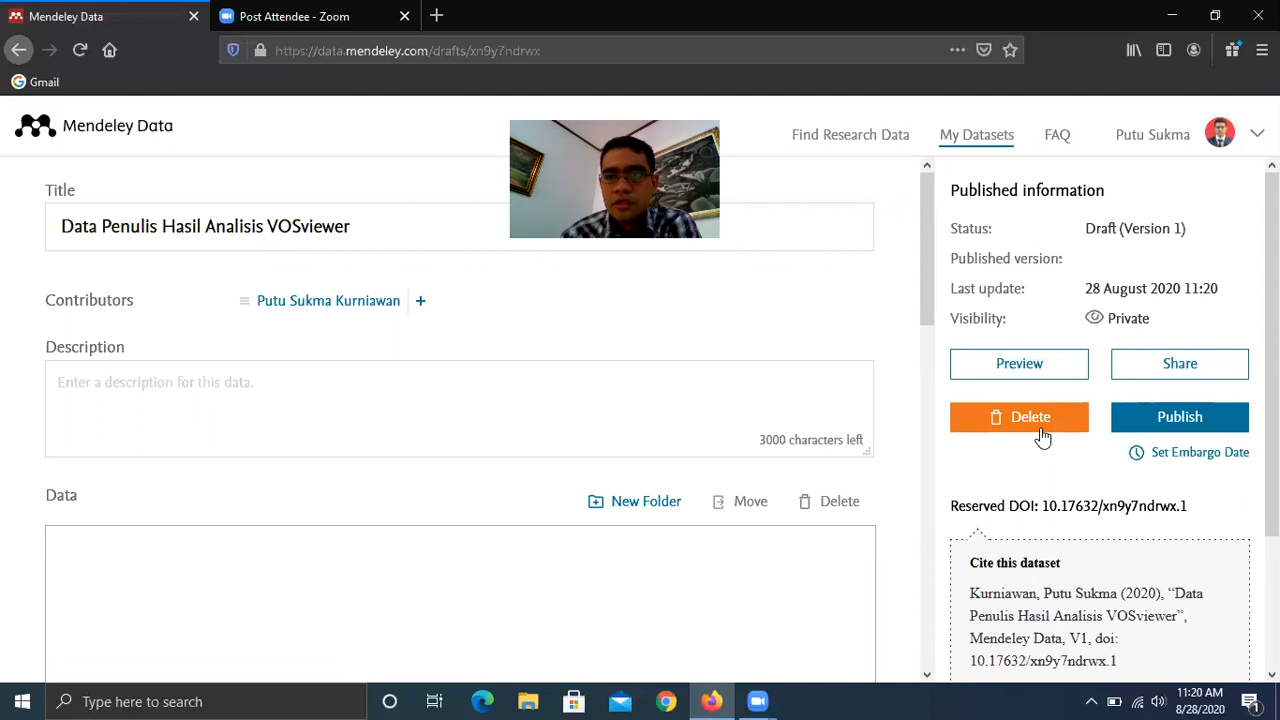 Mendeley Data
Post Attendee - Zoom
https://data.mendeley.com/drafts/xn9y7ndrwx
Gmail
Mendeley Data
Find Research Data
My Datasets
FAQ
Putu Sukma
Title
Data Penulis Hasil Analisis VOSviewer
Contributors
Putu Sukma Kurniawan
Description
Enter a description for this data.
3000 characters left
Data
New Folder
Move
Delete
Published information
Status: Draft (Version 1)
Published version:
Last update: 28 August 2020 11:20
Visibility: Private
Preview
Share
Delete
Publish
Set Embargo Date
Reserved DOI: 10.17632/xn9y7ndrwx.1
Cite this dataset
Kurniawan, Putu Sukma (2020), “Data
Penulis Hasil Analisis VOSviewer”,
Mendeley Data, V1, doi:
10.17632/xn9y7ndrwx.1
Type here to search
11:20 AM
8/28/2020
1